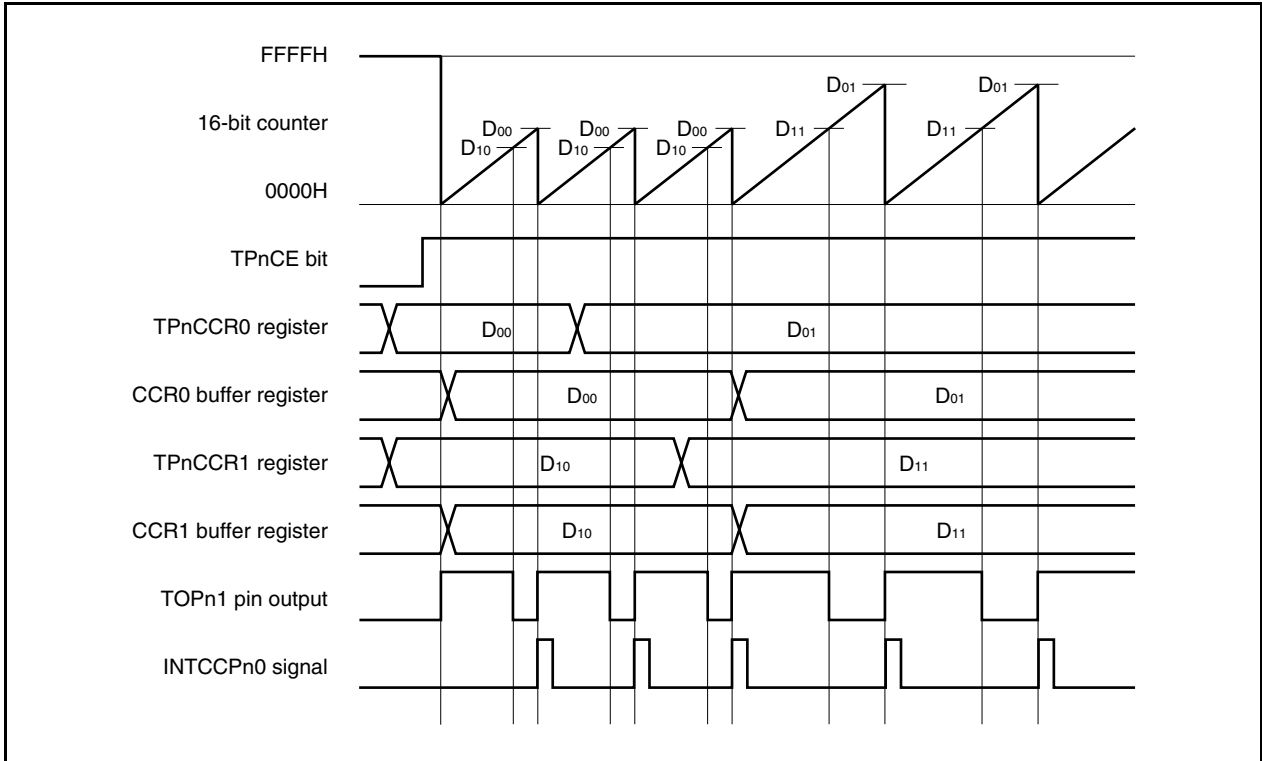 FFFFH
D01 D01
16-bit counter D00 D00 D00 D11 D11
D10 D10 D10
0000H
TPnCE bit
TPnCCR0 register D00 D01
CCR0 buffer register D00 D01
TPnCCR1 register D10 D11
CCR1 buffer register D10 D11
TOPn1 pin output
INTCCPn0 signal